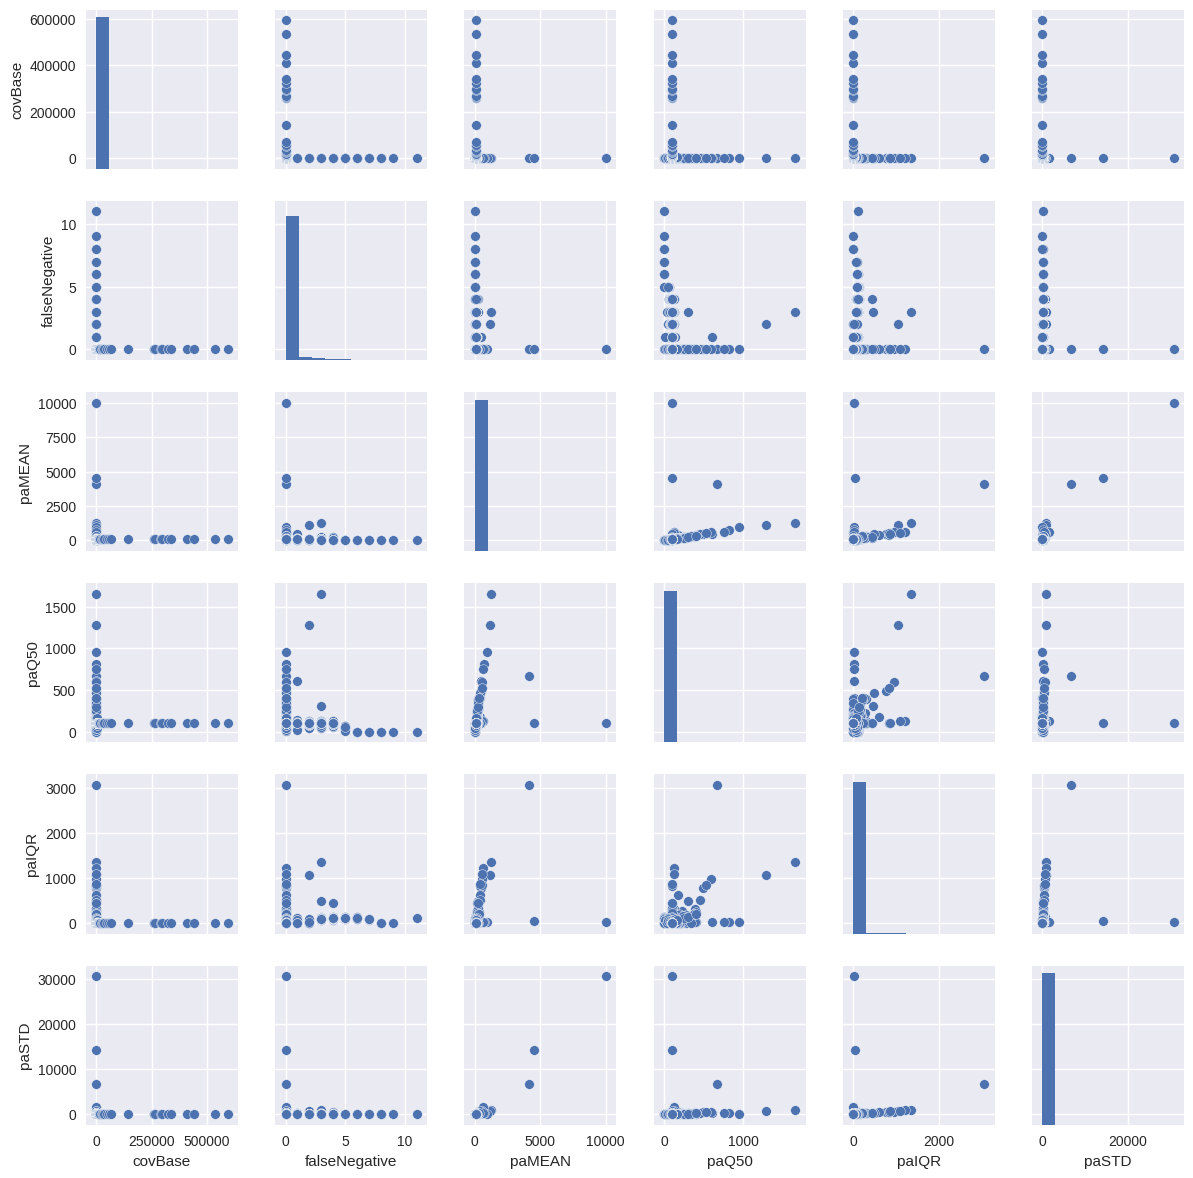 600000
400000
200000
0
covBase
10
5
0
falseNegative
10000
7500
5000
2500
0
paMEAN
1500
1000
500
0
paQ50
3000
2000
1000
0
paIQR
30000
20000
10000
0
paSTD
0 250000 500000
0 5 10
0 5000 10000
0 1000
0 2000
0 20000
covBase falseNegative paMEAN paQ50 paIQR paSTD